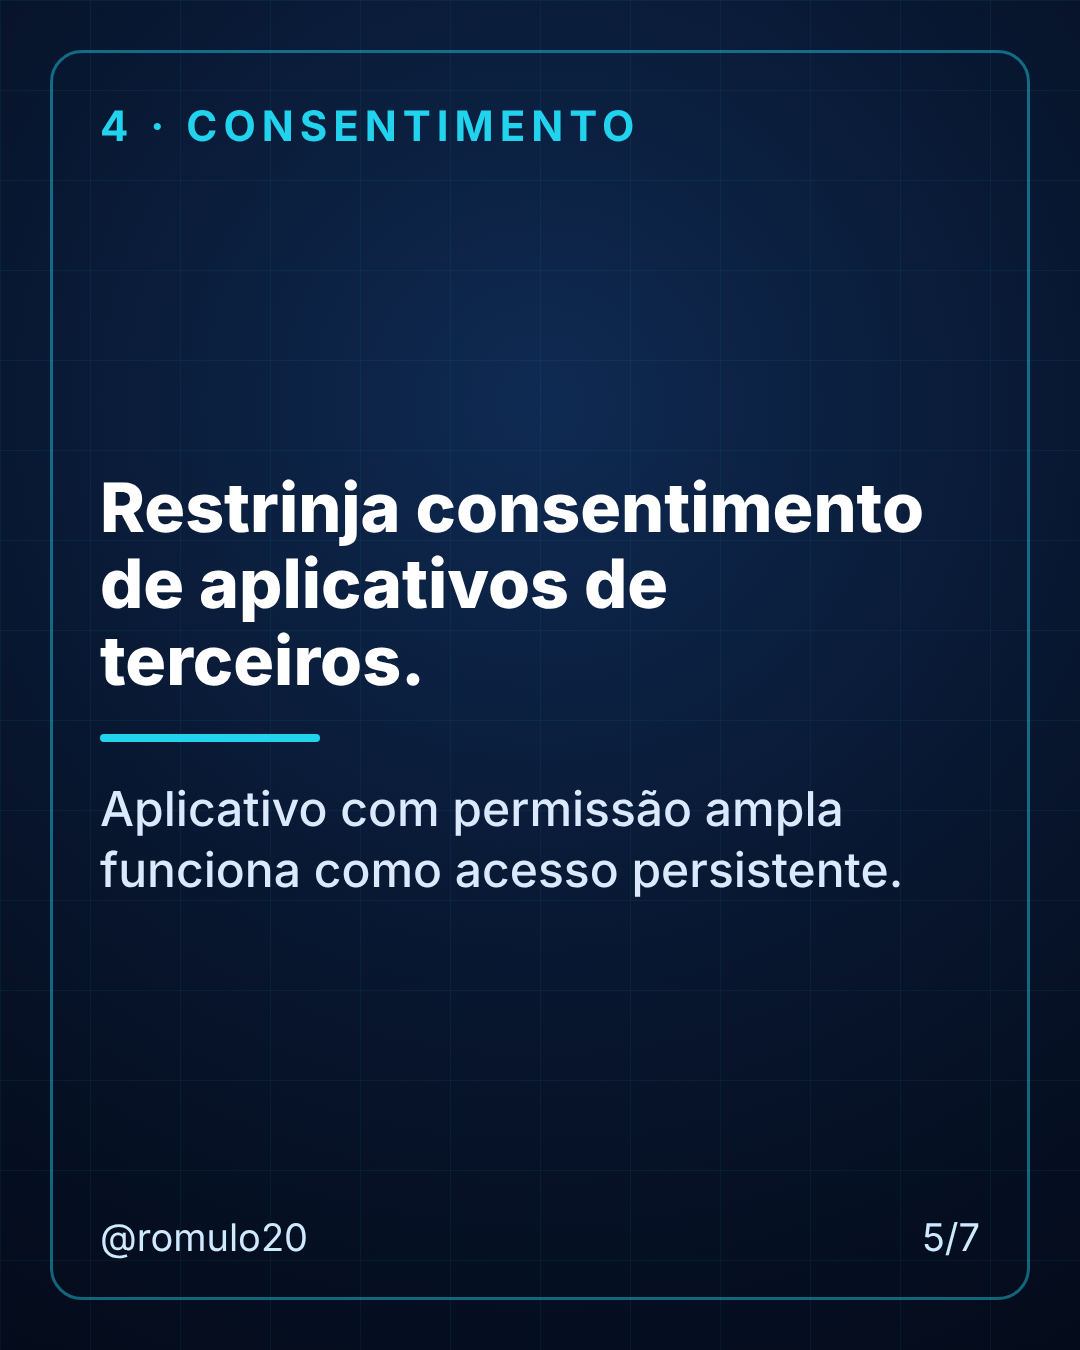 4 · CONSENTIMENTO
Restrinja consentimento
de aplicativos de
terceiros.
Aplicativo com permissão ampla
funciona como acesso persistente.
@romulo20
5/7